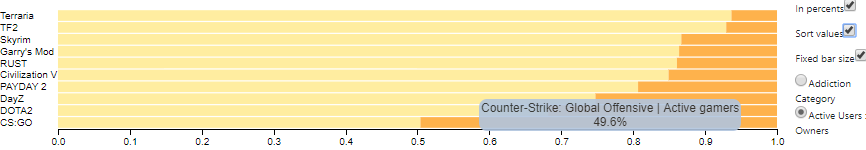 Terraria
TF2
Skyrim
Garry's Mod
RUST
Civilization V
PAYDAY 2
DayZ
DOTA2
CS:GO
0.0 0.1 0.2 0.3 0.4 0.5 0.6 0.7 0.8 0.9 1.0
Counter-Strike: Global Offensive | Active gamers
49.6%
In percents
Sort values
Fixed bar size
Addiction
Category
Active Users :
Owners